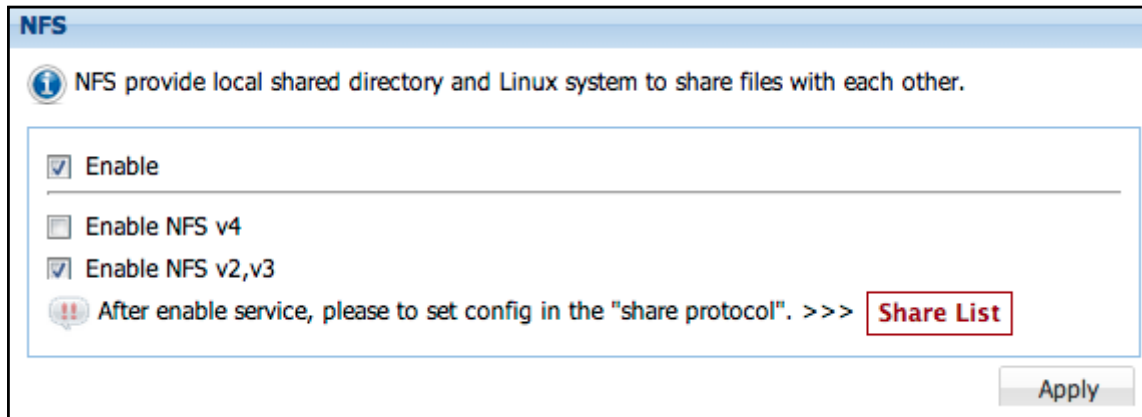 NFS
NFS provide local shared directory and Linux system to share files with each other.
Enable
Enable NFS v4
Enable NFS v2,v3
!! After enable service, please to set config in the "share protocol". >>> Share List
Apply